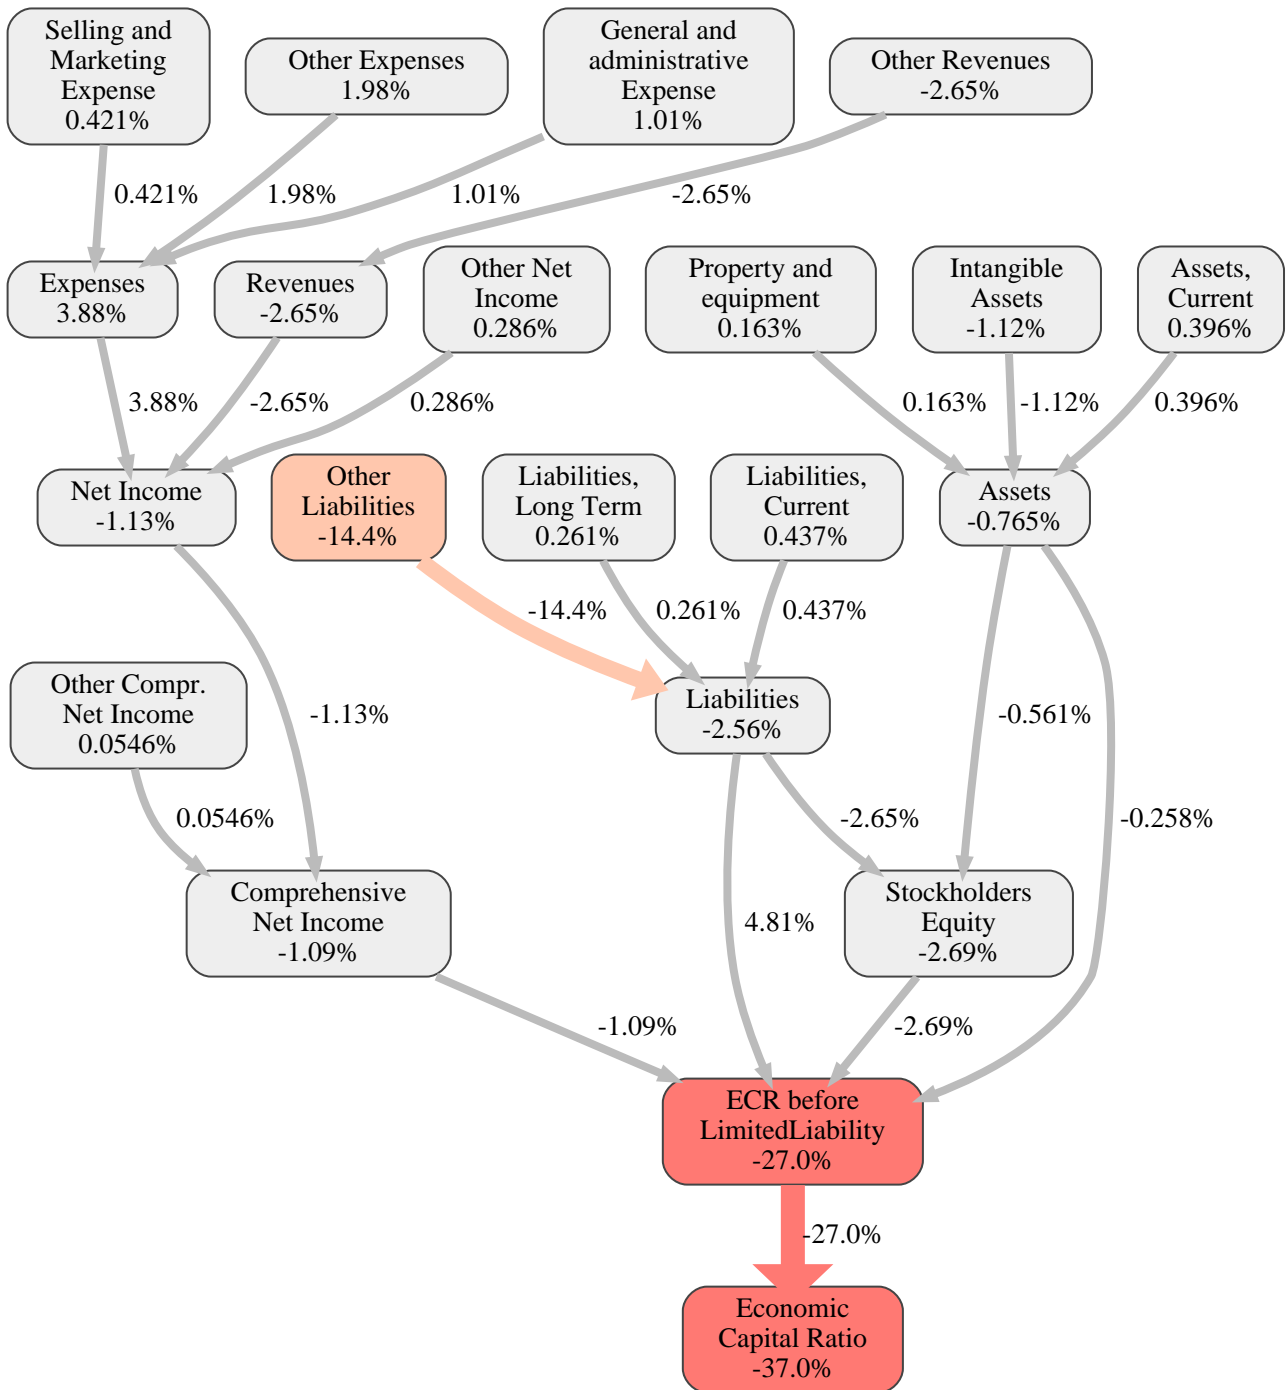 Selling and
Marketing
Expense
0.421%
Other Expenses
1.98%
General and
administrative
Expense
1.01%
Other Revenues
-2.65%
0.421%
1.98%
1.01%
-2.65%
Expenses
3.88%
Revenues
-2.65%
Other Net
Income
0.286%
Property and
equipment
0.163%
Intangible
Assets
-1.12%
Assets,
Current
0.396%
3.88%
-2.65%
0.286%
0.163%
-1.12%
0.396%
Net Income
-1.13%
Other
Liabilities
-14.4%
Liabilities,
Long Term
0.261%
Liabilities,
Current
0.437%
Assets
-0.765%
-14.4%
0.261%
0.437%
Other Compr.
Net Income
0.0546%
-1.13%
Liabilities
-2.56%
-0.561%
0.0546%
-2.65%
-0.258%
Comprehensive
Net Income
-1.09%
4.81%
Stockholders
Equity
-2.69%
-1.09%
-2.69%
ECR before
LimitedLiability
-27.0%
-27.0%
Economic
Capital Ratio
-37.0%